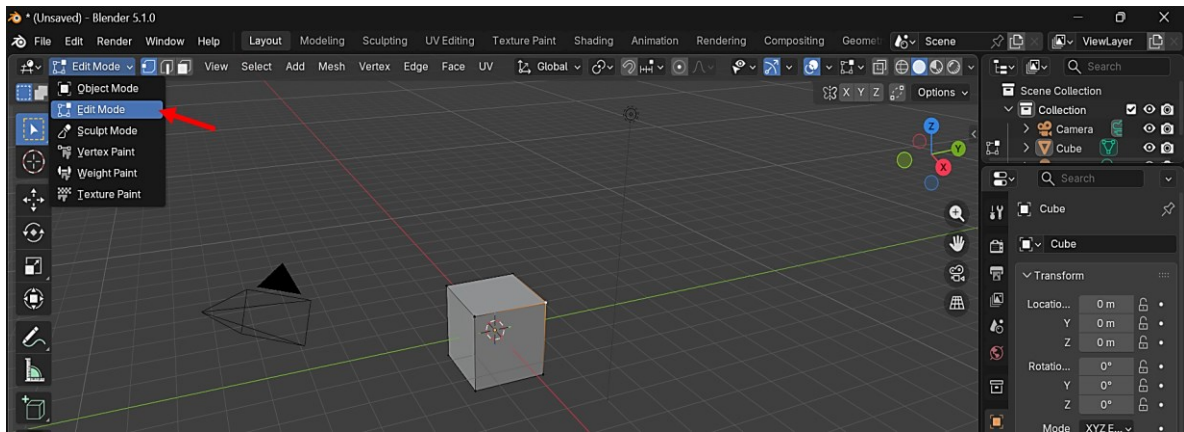 * (Unsaved) - Blender 5.1.0
File Edit Render Window Help Layout Modeling Sculpting UV Editing Texture Paint Shading Animation Rendering Compositing Geomet Scene ViewLayer
Edit Mode View Select Add Mesh Vertex Edge Face UV Global Search
Object Mode
Edit Mode
Sculpt Mode
Vertex Paint
Weight Paint
Texture Paint
X Y Z Options
Z
Y
X
Scene Collection
Collection
Camera
Cube
Search
Cube
Cube
Transform
Locatio... 0 m
Y 0 m
Z 0 m
Rotatio... 0°
Y 0°
Z 0°
Mode XYZ E...